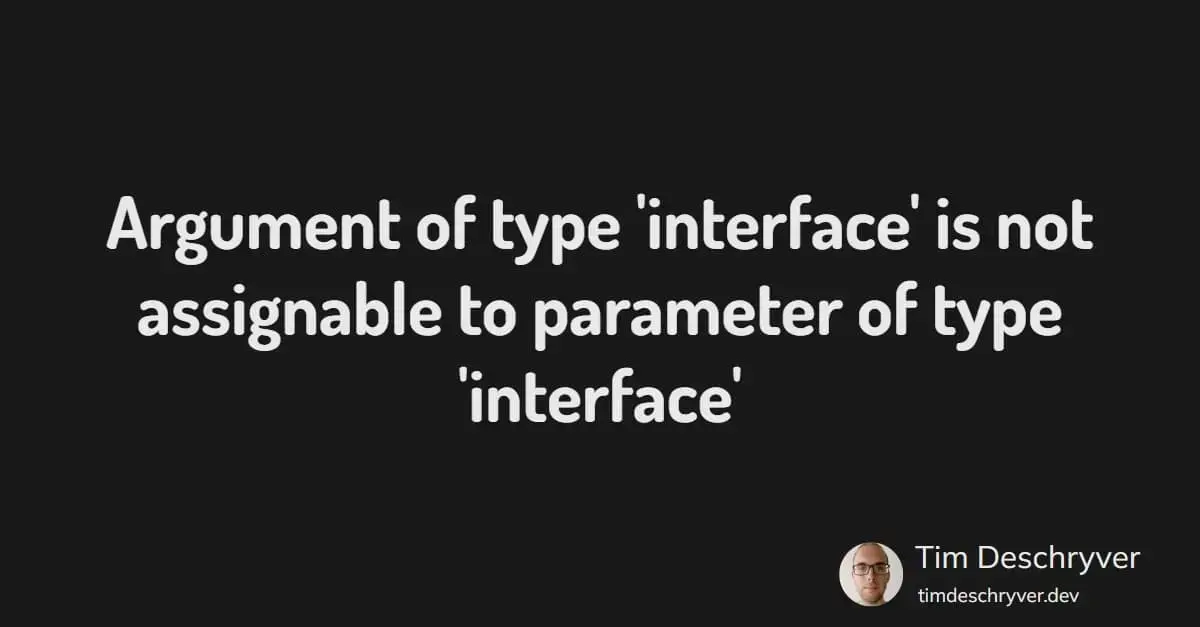 Argument of type 'interface' is not
assignable to parameter of type
'interface'
Tim Deschryver
timdeschryver.dev